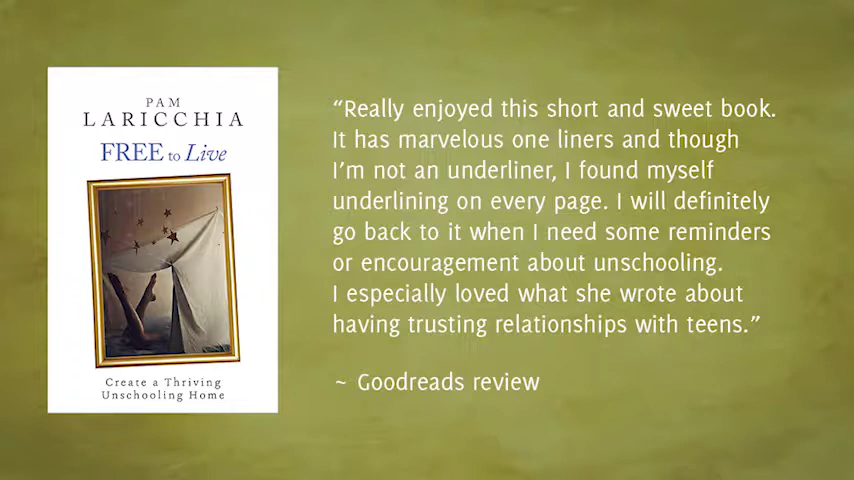 PAM
LARICCHIA
FREE to Live
Create a Thriving
Unschooling Home
“Really enjoyed this short and sweet book.
It has marvelous one liners and though
I’m not an underliner, I found myself
underlining on every page. I will definitely
go back to it when I need some reminders
or encouragement about unschooling.
I especially loved what she wrote about
having trusting relationships with teens.”
~ Goodreads review